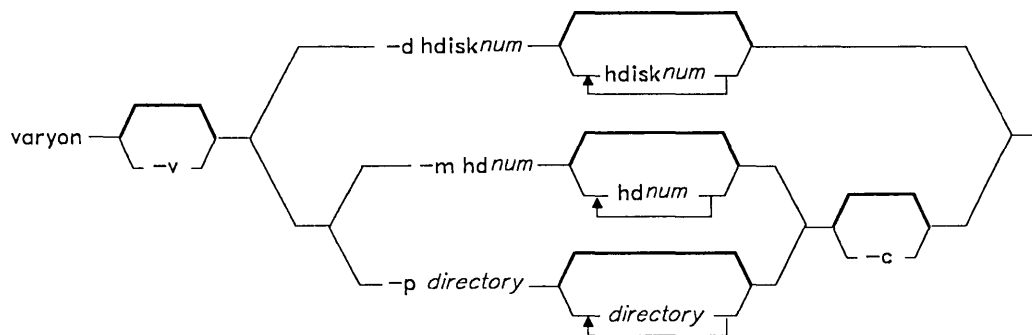 -d hdisknum
hdisknum
varyon
-v
-m hdnum
hdnum
-c
-p directory
directory